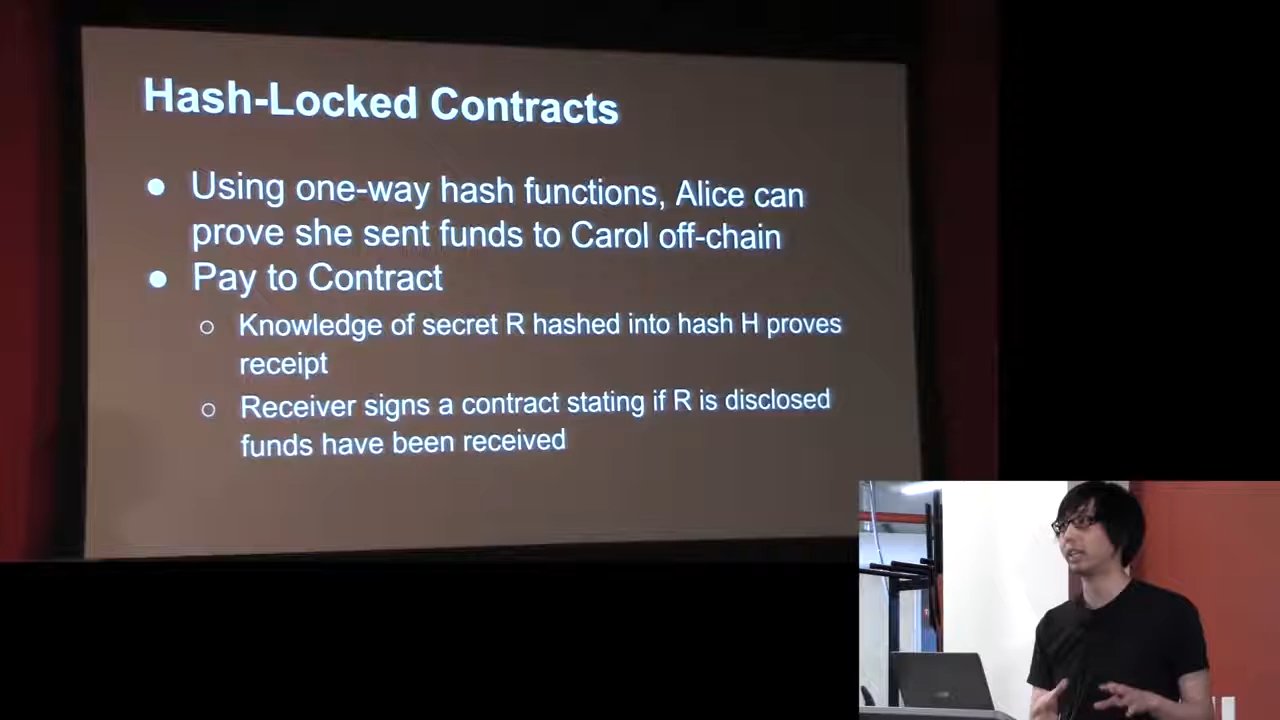 Hash-Locked Contracts
● Using one-way hash functions, Alice can
prove she sent funds to Carol off-chain
● Pay to Contract
○ Knowledge of secret R hashed into hash H proves
receipt
○ Receiver signs a contract stating if R is disclosed
funds have been received